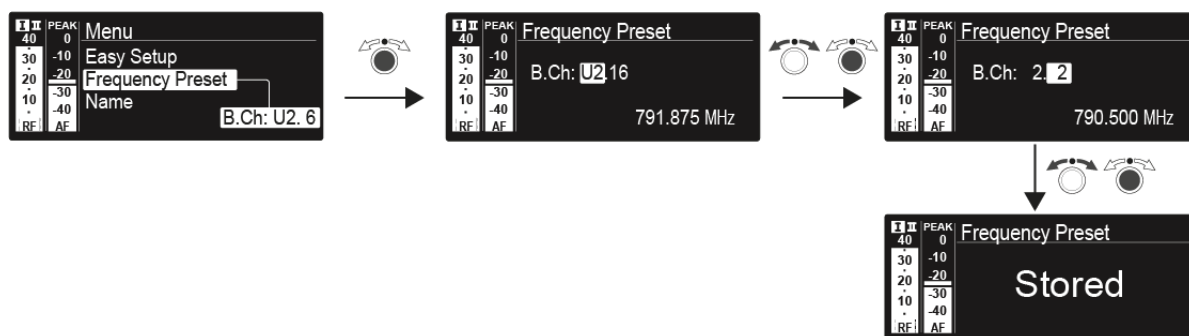 I II PEAK Menu
40 0
30 -10 Easy Setup
20 -20 Frequency Preset
10 -30 Name
-40
RF AF B.Ch: U2. 6
I II PEAK Frequency Preset
40 0
30 -10
20 -20 B.Ch: U2.16
10 -30
-40 791.875 MHz
RF AF
I II PEAK Frequency Preset
40 0
30 -10
20 -20 B.Ch: 2. 2
10 -30
-40 790.500 MHz
RF AF
I II PEAK Frequency Preset
40 0
30 -10
20 -20 Stored
10 -30
-40
RF AF